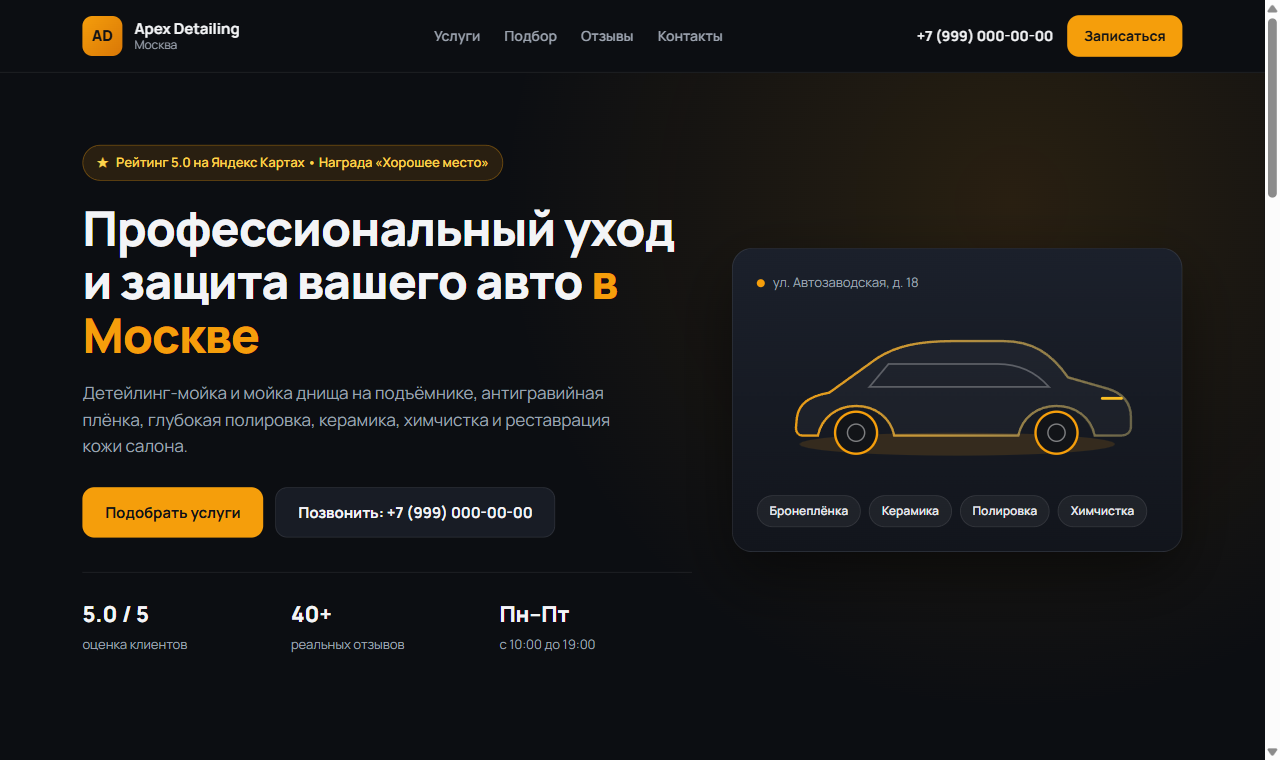 AD
Apex Detailing
Москва
Услуги
Подбор
Отзывы
Контакты
+7 (999) 000-00-00
Записаться
★ Рейтинг 5.0 на Яндекс Картах • Награда «Хорошее место»
Профессиональный уход
и защита вашего авто в
Москве
Детейлинг-мойка и мойка днища на подъёмнике, антигравийная
плёнка, глубокая полировка, керамика, химчистка и реставрация
кожи салона.
Подобрать услуги
Позвонить: +7 (999) 000-00-00
5.0 / 5
оценка клиентов
40+
реальных отзывов
Пн–Пт
с 10:00 до 19:00
ул. Автозаводская, д. 18
Бронеплёнка
Керамика
Полировка
Химчистка